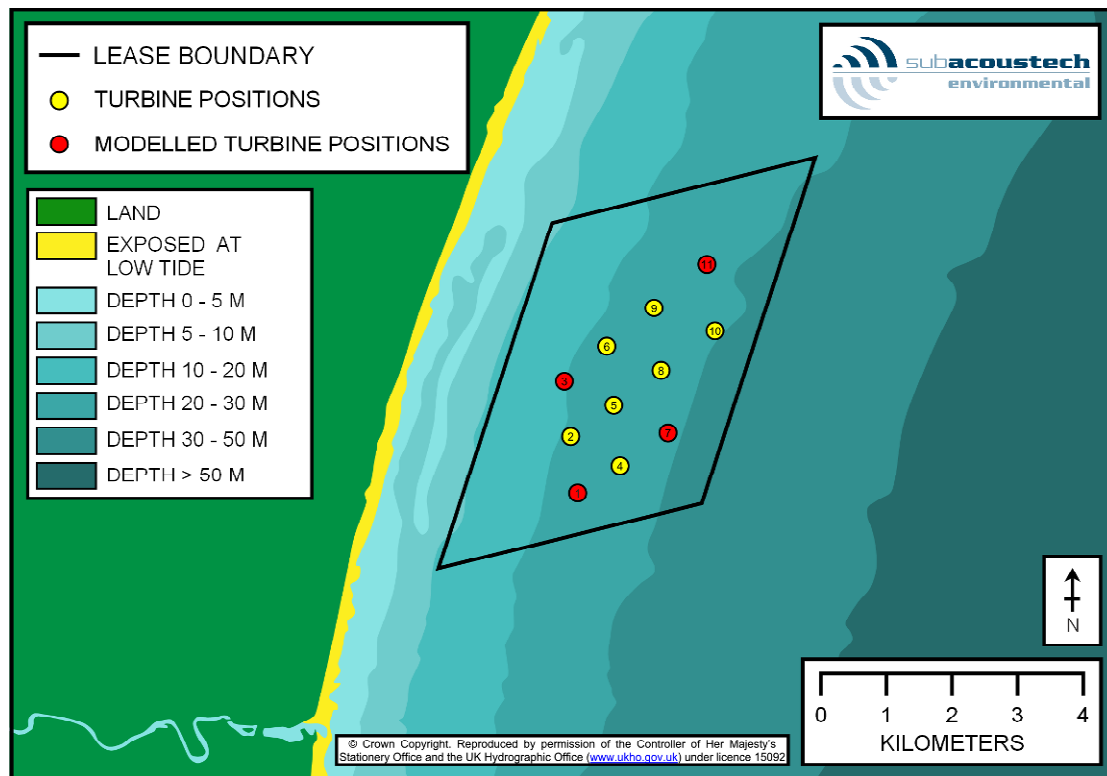 LEASE BOUNDARY
TURBINE POSITIONS
MODELLED TURBINE POSITIONS
subacoustech
environmental
LAND
EXPOSED AT
LOW TIDE
DEPTH 0 - 5 M
DEPTH 5 - 10 M
DEPTH 10 - 20 M
DEPTH 20 - 30 M
DEPTH 30 - 50 M
DEPTH > 50 M
11
9
10
6
8
3
5
7
2
4
1
N
0 1 2 3 4
KILOMETERS
© Crown Copyright. Reproduced by permission of the Controller of Her Majesty's
Stationery Office and the UK Hydrographic Office (www.ukho.gov.uk) under licence 15092